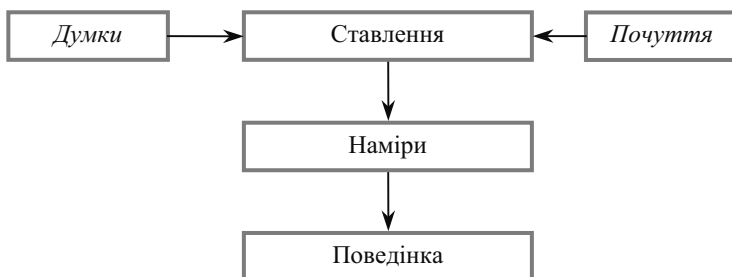 Думки
Ставлення
Почуття
Наміри
Поведінка